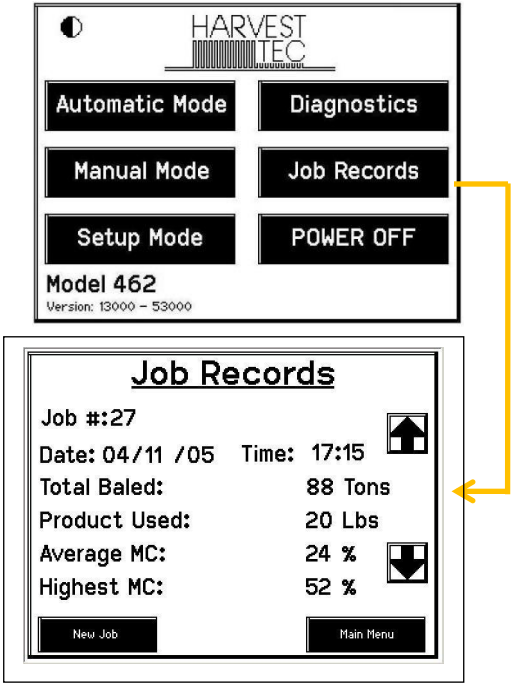 HARVEST
TEC
Automatic Mode Diagnostics
Manual Mode Job Records
Setup Mode POWER OFF
Model 462
Version: 13000 - 53000
Job Records
Job #:27
Date: 04/11 /05 Time: 17:15
Total Baled: 88 Tons
Product Used: 20 Lbs
Average MC: 24 %
Highest MC: 52 %
New Job Main Menu